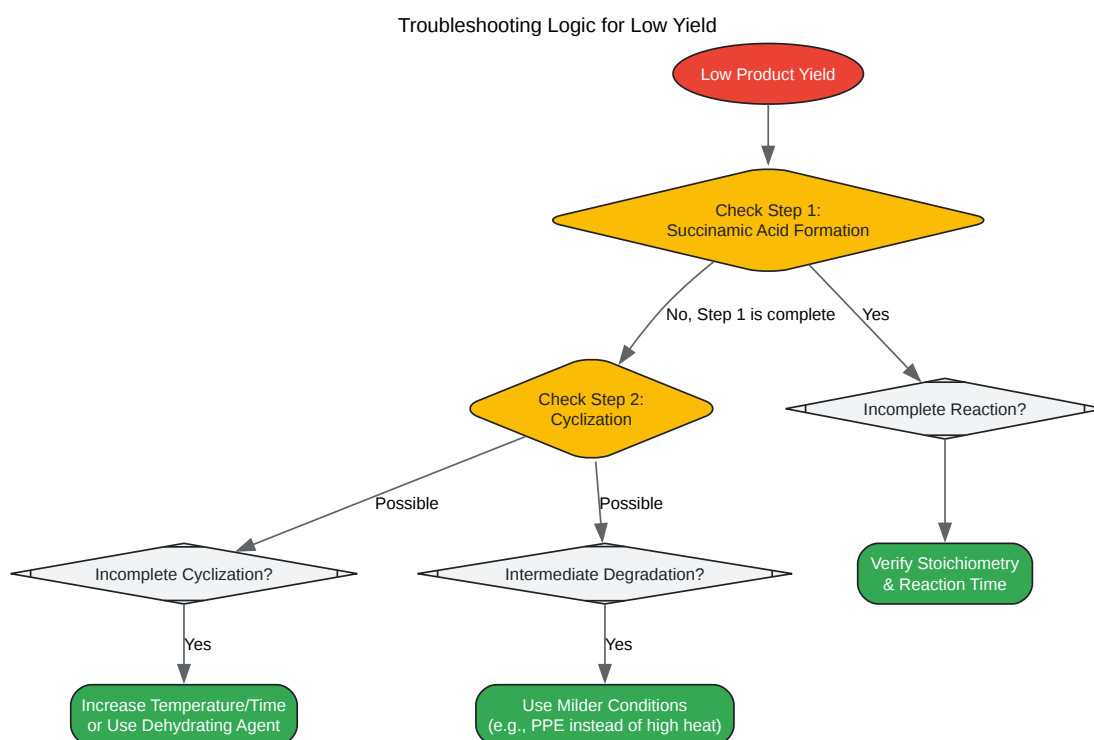 Troubleshooting Logic for Low Yield
Low Product Yield
Check Step 1:
Succinamic Acid Formation
No, Step 1 is complete
Yes
Check Step 2:
Cyclization
Incomplete Reaction?
Possible
Possible
Incomplete Cyclization?
Intermediate Degradation?
Verify Stoichiometry
& Reaction Time
Yes
Yes
Increase Temperature/Time
or Use Dehydrating Agent
Use Milder Conditions
(e.g., PPE instead of high heat)